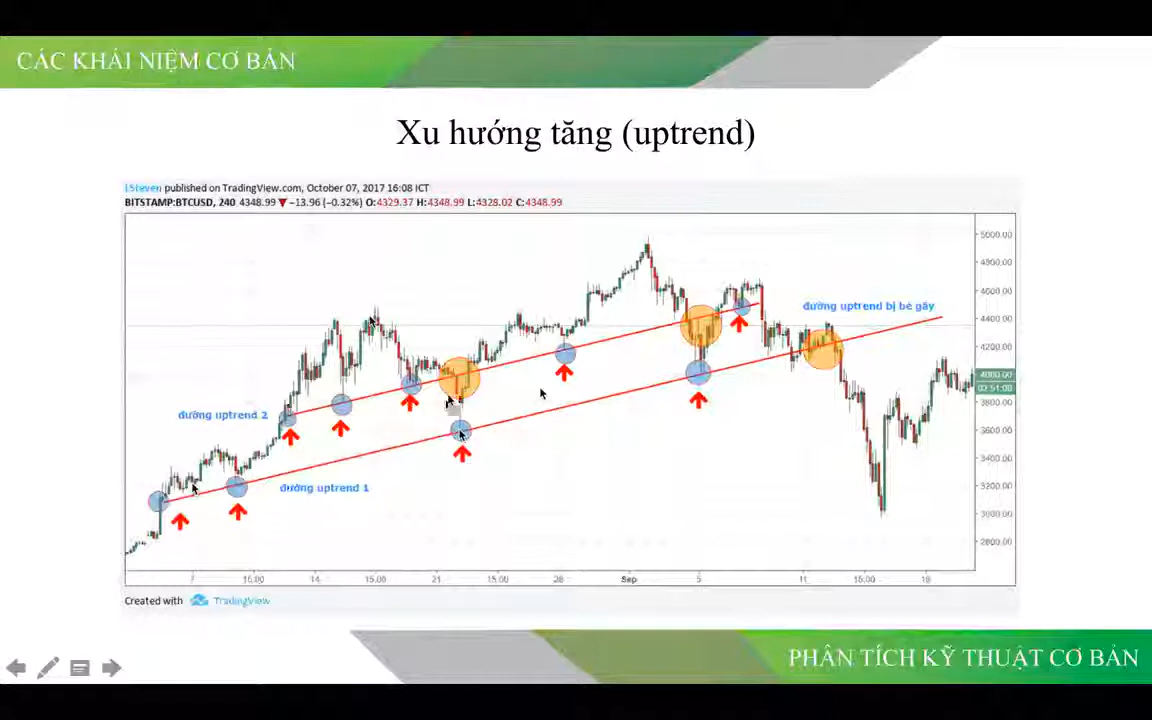 CÁC KHÁI NIỆM CƠ BẢN
Xu hướng tăng (uptrend)
I.Steven published on TradingView.com, October 07, 2017 16:08 ICT
BITSTAMP:BTCUSD, 240 4348.99 ▼ −13.96 (−0.32%) O:4329.37 H:4348.99 L:4328.02 C:4348.99
5000.00
4800.00
đường uptrend bị bẻ gãy
4600.00
4400.00
4200.00
4000.00
03:51:08
3800.00
đường uptrend 2
3600.00
3400.00
đường uptrend 1
3200.00
3000.00
2800.00
7 16:00 14 15:00 21 15:00 28 Sep 5 11 15:00 18
Created with TradingView
PHÂN TÍCH KỸ THUẬT CƠ BẢN